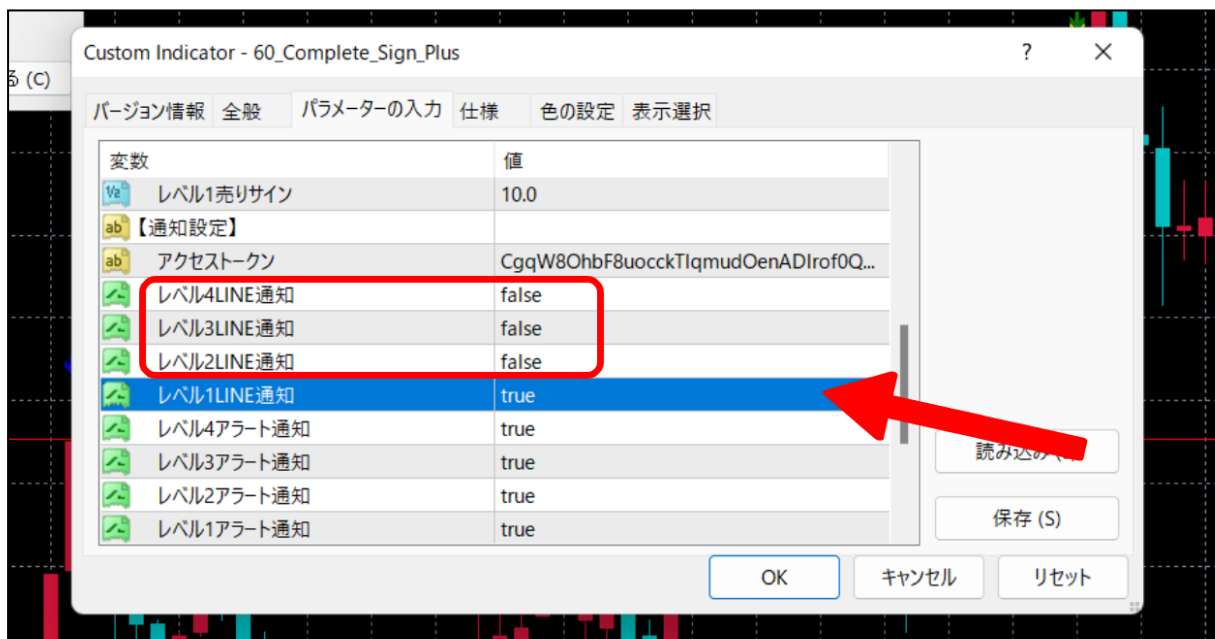 Custom Indicator - 60_Complete_Sign_Plus
? ×
る (C)
バージョン情報 全般 パラメーターの入力 仕様 色の設定 表示選択
変数 値
レベル1売りサイン 10.0
【通知設定】
アクセストークン CgqW8OhbF8uocckTIqmudOenADIrof0Q...
レベル4LINE通知 false
レベル3LINE通知 false
レベル2LINE通知 false
レベル1LINE通知 true
レベル4アラート通知 true
レベル3アラート通知 true
レベル2アラート通知 true
レベル1アラート通知 true
読み込み
保存 (S)
OK キャンセル リセット